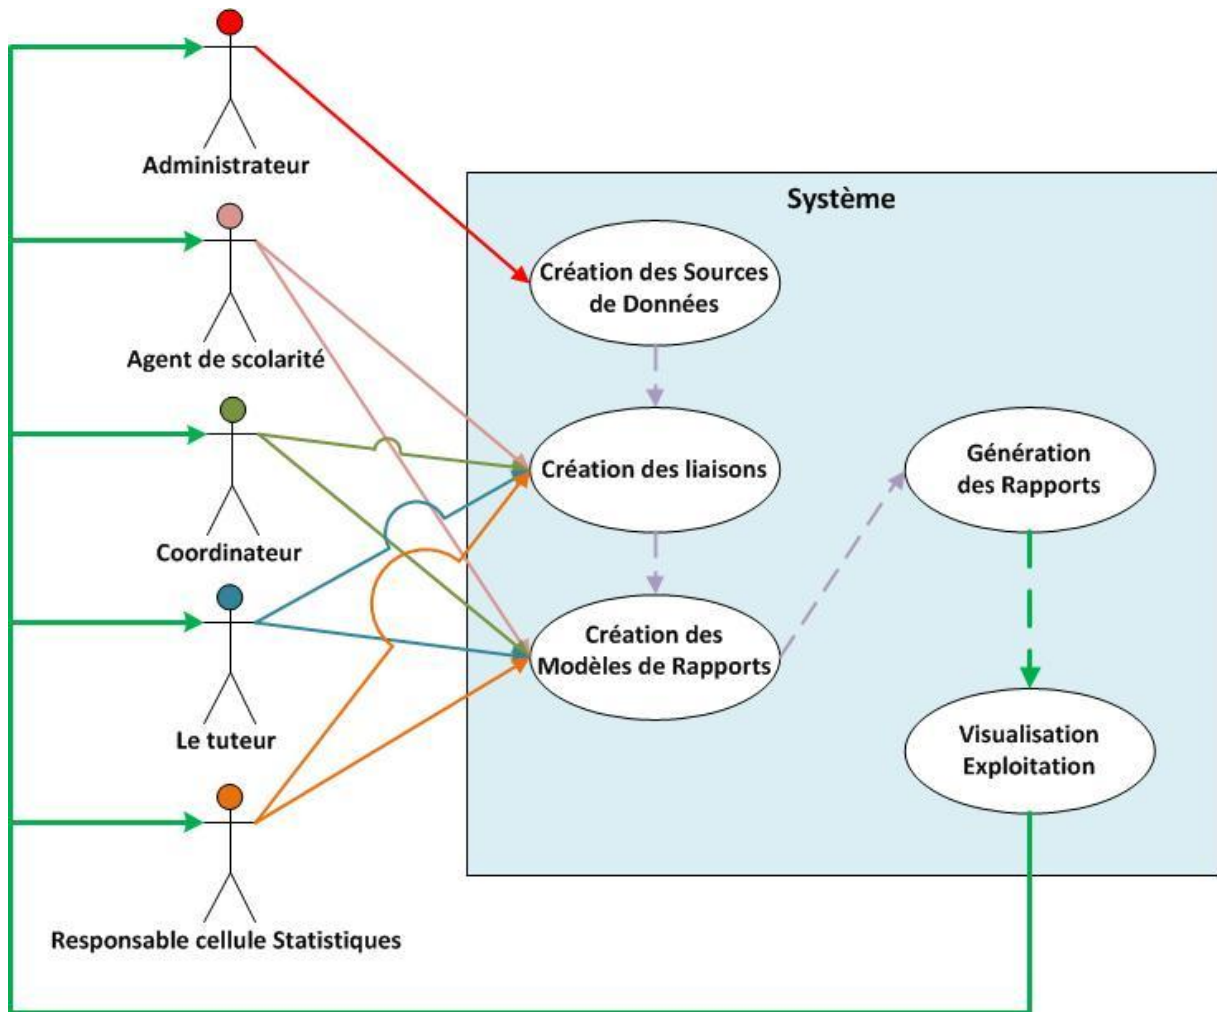 Administrateur
Agent de scolarité
Coordinateur
Le tuteur
Responsable cellule Statistiques
Système
Création des Sources
de Données
Création des liaisons
Création des
Modèles de Rapports
Génération
des Rapports
Visualisation
Exploitation